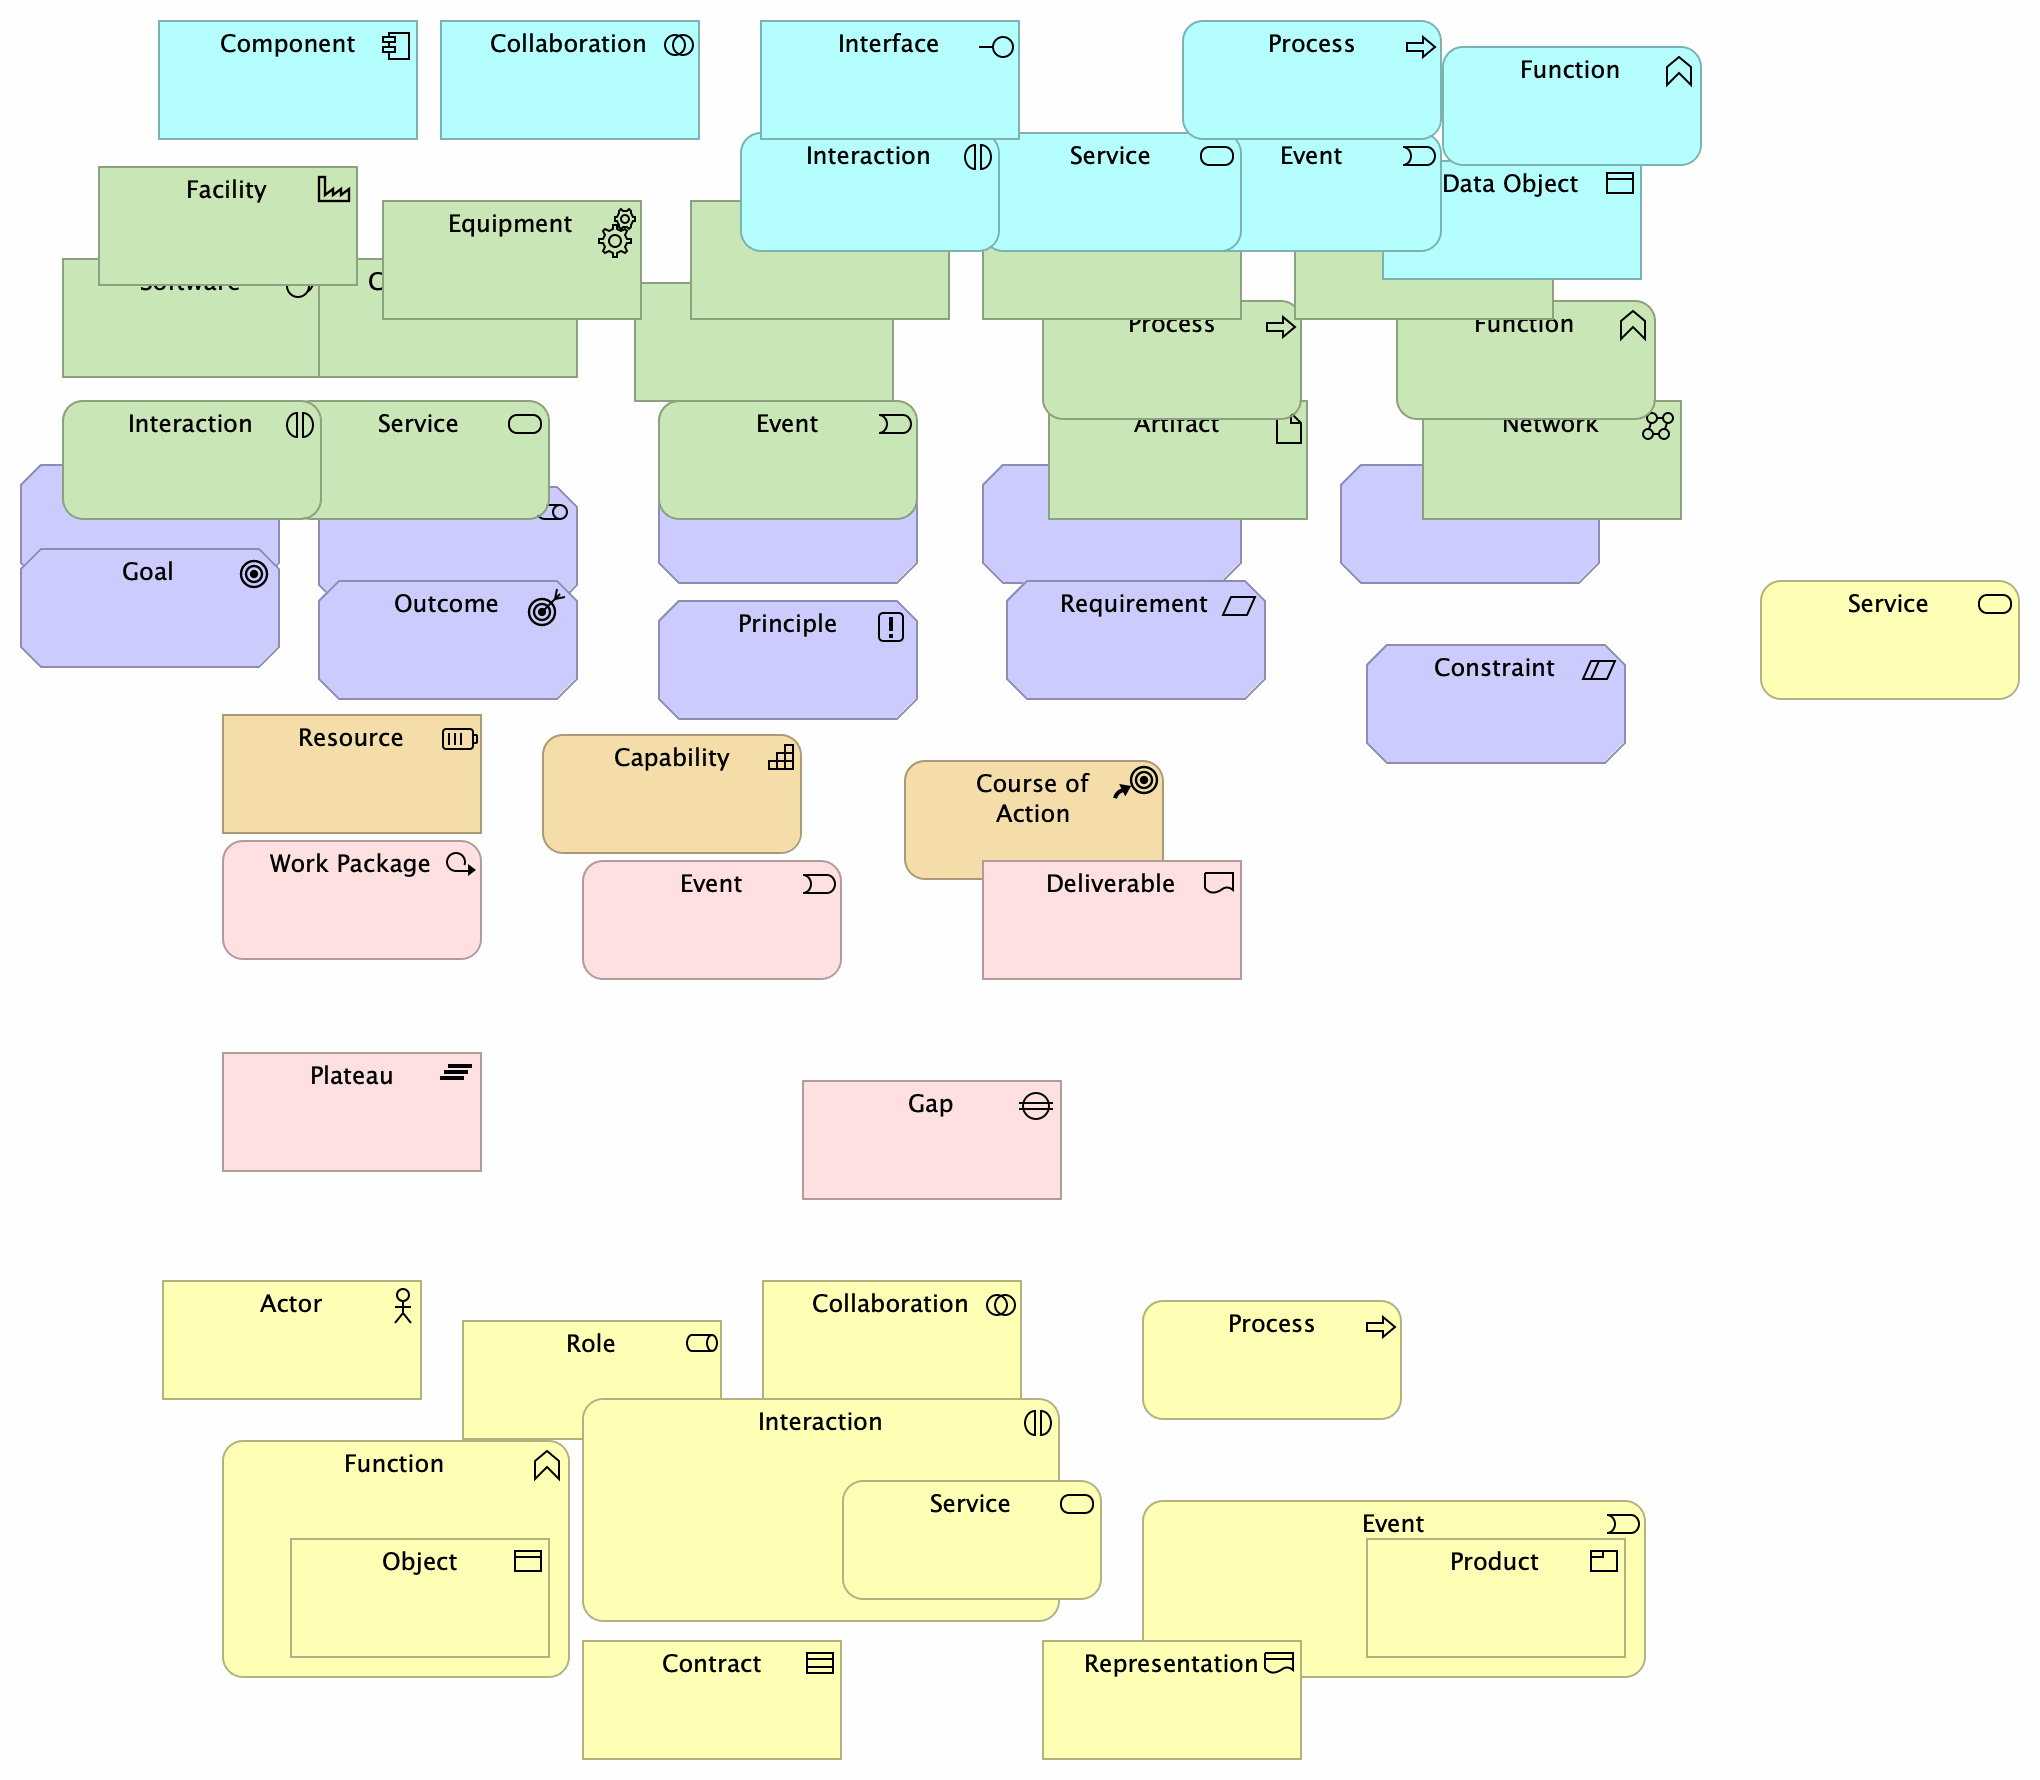 Component
Collaboration
Interface
Process
Function
Interaction
Service
Event
Data Object
Facility
Equipment
Software
Process
Function
Interaction
Service
Event
Artifact
Network
Goal
Outcome
Principle
Requirement
Constraint
Service
Resource
Capability
Course of
Action
Work Package
Event
Deliverable
Plateau
Gap
Actor
Role
Collaboration
Process
Interaction
Function
Service
Event
Object
Product
Contract
Representation